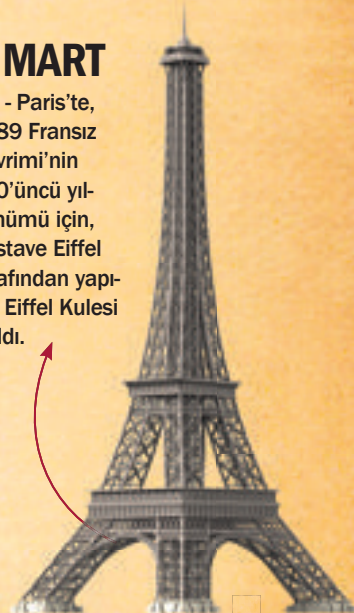 MART
- Paris’te,
89 Fransız
vrimi’nin
0’üncü yıl-
nümü için,
stave Eiffel
afından yapı-
Eiffel Kulesi
ldı.